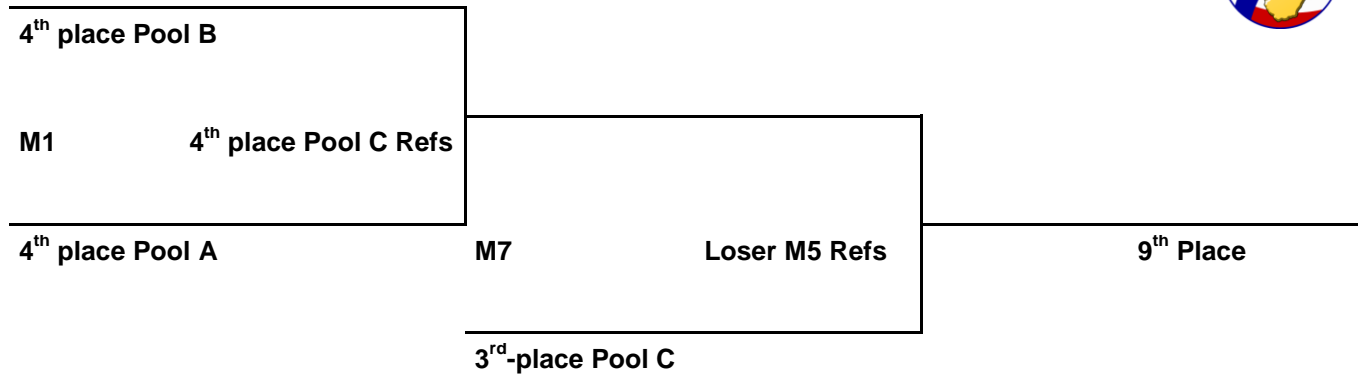 4th place Pool B
M1 4th place Pool C Refs
4th place Pool A
M7 Loser M5 Refs
9th Place
3rd-place Pool C